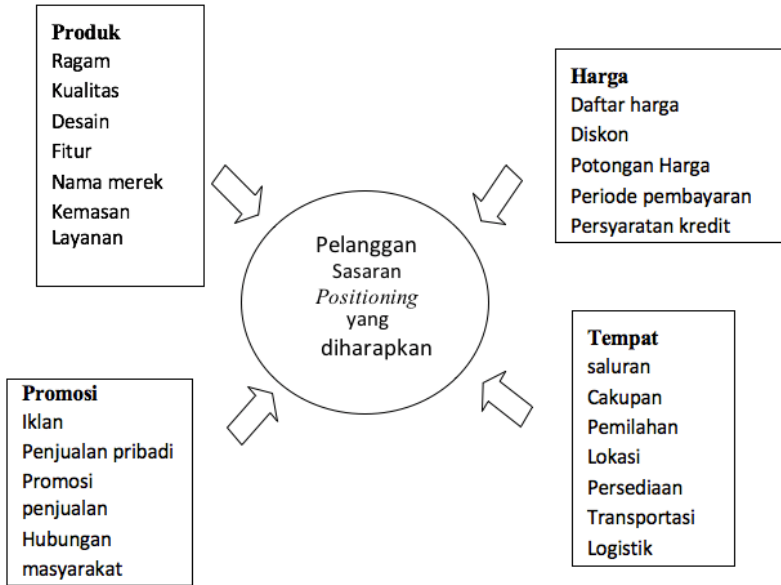 Produk
Ragam
Kualitas
Desain
Fitur
Nama merek
Kemasan
Layanan
Harga
Daftar harga
Diskon
Potongan Harga
Periode pembayaran
Persyaratan kredit
Pelanggan
Sasaran
Positioning
yang
diharapkan
Promosi
Iklan
Penjualan pribadi
Promosi
penjualan
Hubungan
masyarakat
Tempat
saluran
Cakupan
Pemilahan
Lokasi
Persediaan
Transportasi
Logistik